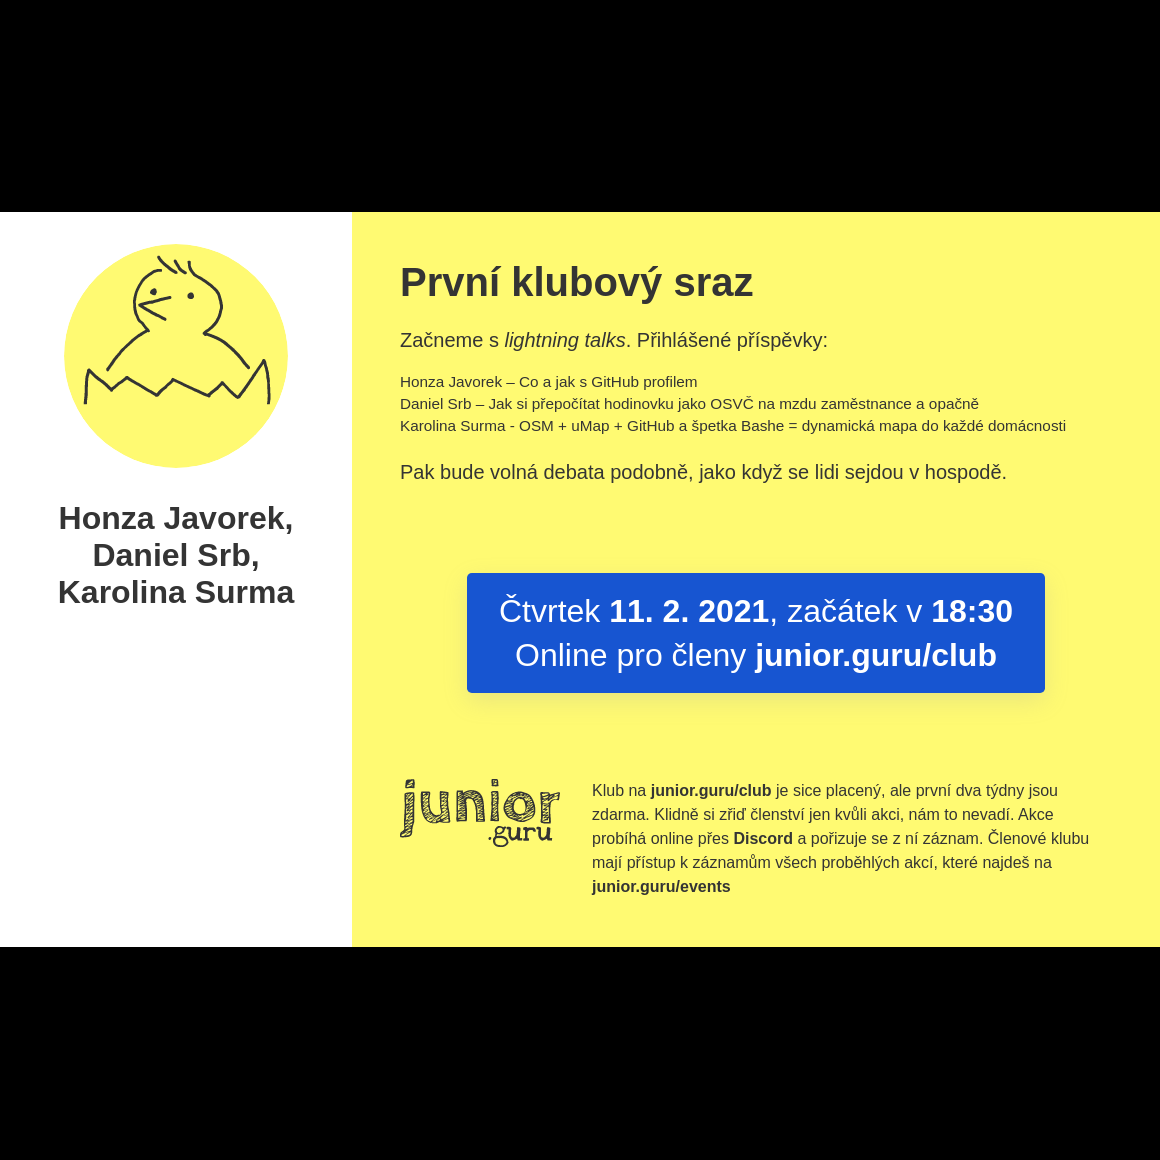 Honza Javorek,
Daniel Srb,
Karolina Surma
První klubový sraz
Začneme s lightning talks. Přihlášené příspěvky:
Honza Javorek – Co a jak s GitHub profilem
Daniel Srb – Jak si přepočítat hodinovku jako OSVČ na mzdu zaměstnance a opačně
Karolina Surma - OSM + uMap + GitHub a špetka Bashe = dynamická mapa do každé domácnosti
Pak bude volná debata podobně, jako když se lidi sejdou v hospodě.
Čtvrtek 11. 2. 2021, začátek v 18:30
Online pro členy junior.guru/club
junior
.guru
Klub na junior.guru/club je sice placený, ale první dva týdny jsou
zdarma. Klidně si zřiď členství jen kvůli akci, nám to nevadí. Akce
probíhá online přes Discord a pořizuje se z ní záznam. Členové klubu
mají přístup k záznamům všech proběhlých akcí, které najdeš na
junior.guru/events